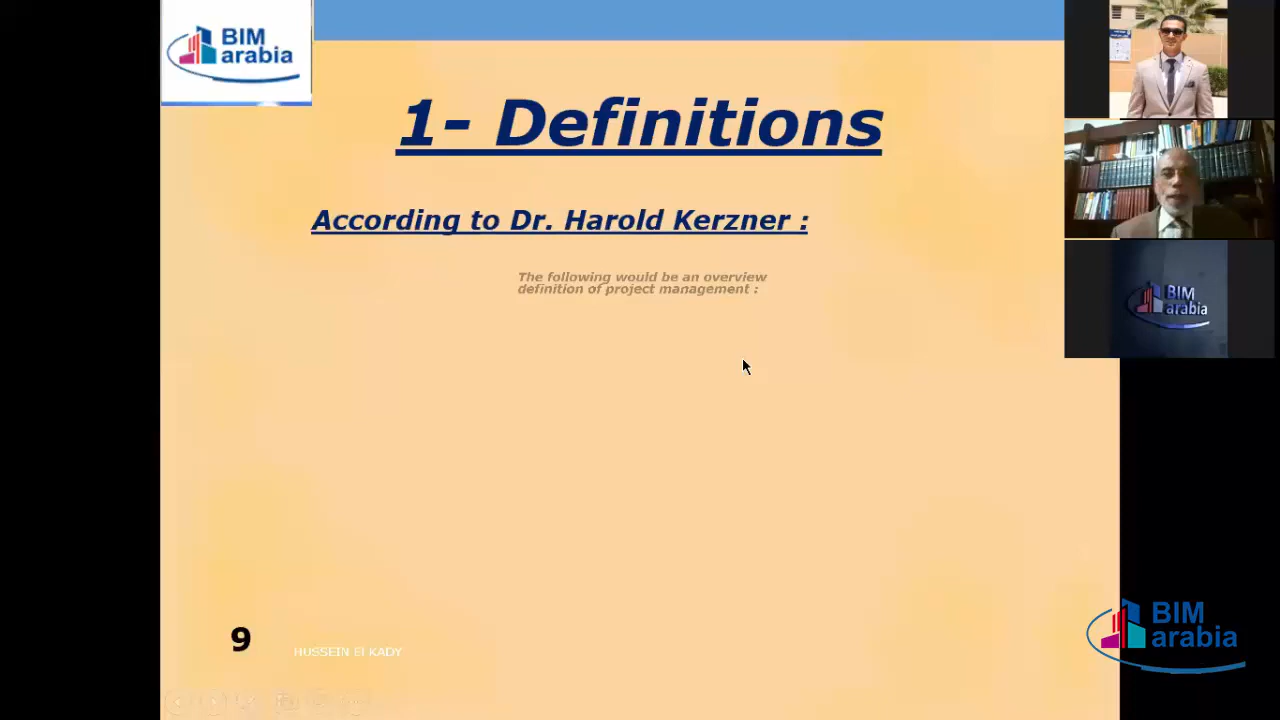 BIM
arabia
1- Definitions
According to Dr. Harold Kerzner :
The following would be an overview
definition of project management :
BIM
arabia
9
HUSSEIN El KADY
BIM
arabia